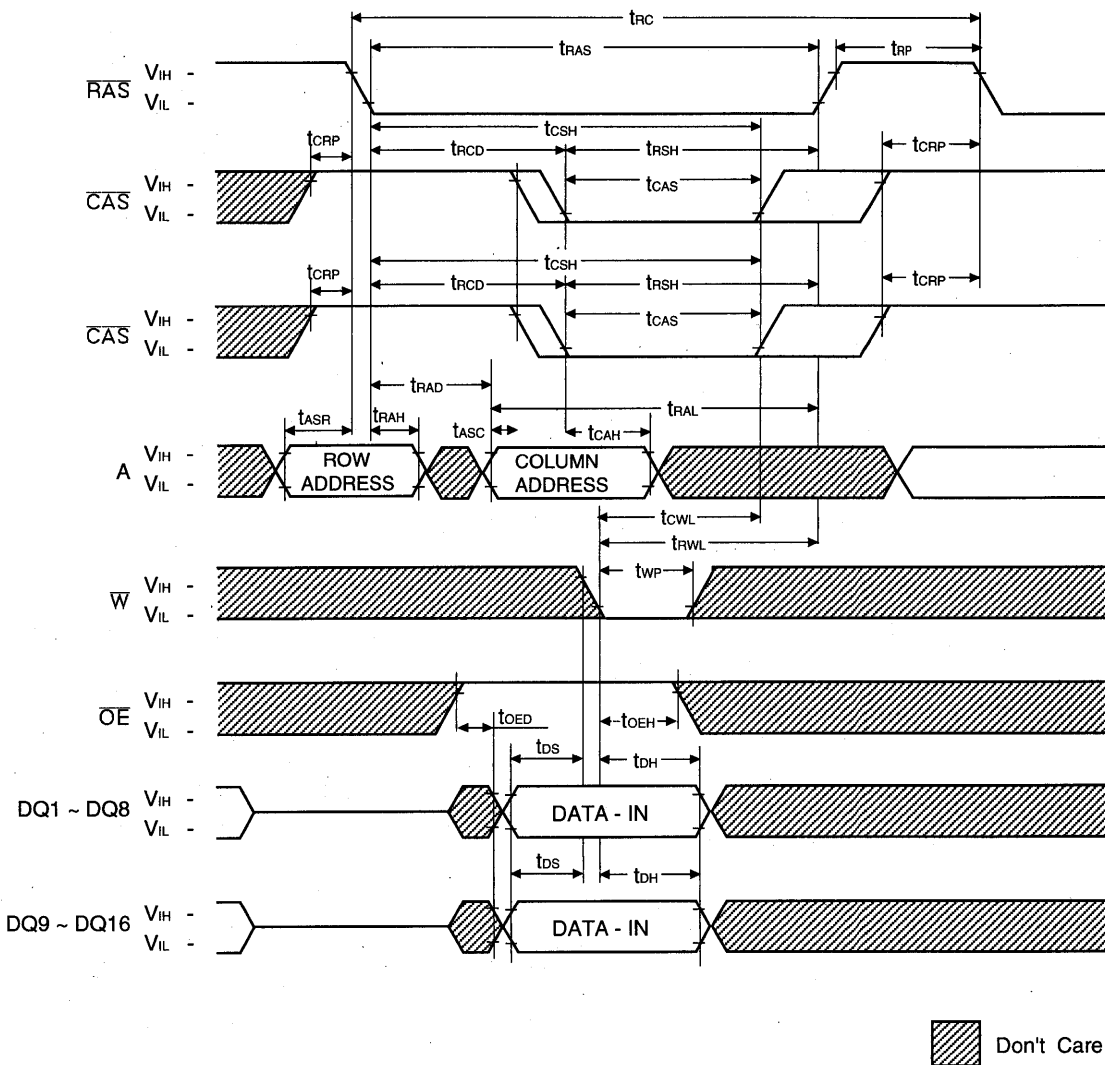 tRC
tRAS
tRP
RAS
VIH -
VIL -
tCSH
tCRP
tRCD
tRSH
tCRP
CAS
VIH -
VIL -
tCAS
tCSH
tCRP
tRCD
tRSH
tCRP
CAS
VIH -
VIL -
tCAS
tRAD
tRAL
tASR
tRAH
tASC
tCAH
A
VIH -
VIL -
ROW
ADDRESS
COLUMN
ADDRESS
tCWL
tRWL
tWP
W
VIH -
VIL -
OE
VIH -
VIL -
tOED
tOEH
tDS
tDH
DQ1 ~ DQ8
VIH -
VIL -
DATA - IN
tDS
tDH
DQ9 ~ DQ16
VIH -
VIL -
DATA - IN
Don't Care